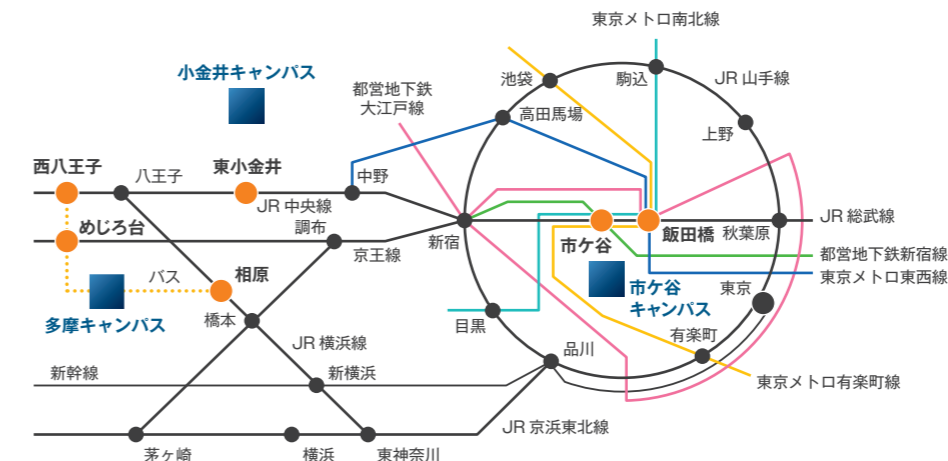 東京メトロ南北線
小金井キャンパス
池袋
駒込
JR 山手線
都営地下鉄
大江戸線
高田馬場
上野
西八王子
八王子
東小金井
中野
JR 中央線
調布
めじろ台
京王線
新宿
市ケ谷
飯田橋
秋葉原
JR 総武線
都営地下鉄新宿線
東京メトロ東西線
バス
相原
市ケ谷
キャンパス
東京
多摩キャンパス
橋本
目黒
有楽町
JR 横浜線
品川
新幹線
新横浜
東京メトロ有楽町線
JR 京浜東北線
茅ヶ崎
横浜
東神奈川